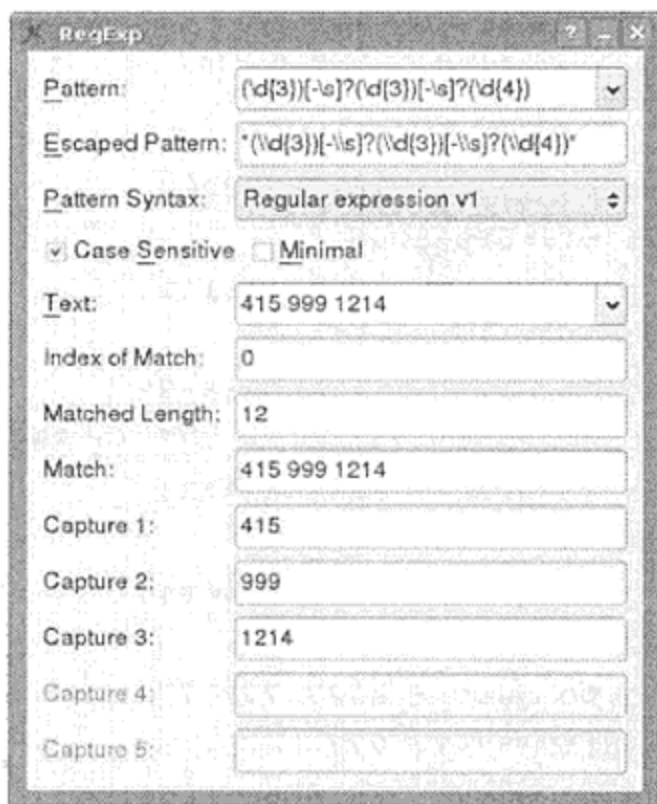 RegExp ? _ X
Pattern: (\d{3})[-\s]?(\d{3})[-\s]?(\d{4})
Escaped Pattern: "(\\d{3})[-\\s]?(\\d{3})[-\\s]?(\\d{4})"
Pattern Syntax: Regular expression v1
Case Sensitive Minimal
Text: 415 999 1214
Index of Match: 0
Matched Length: 12
Match: 415 999 1214
Capture 1: 415
Capture 2: 999
Capture 3: 1214
Capture 4:
Capture 5: